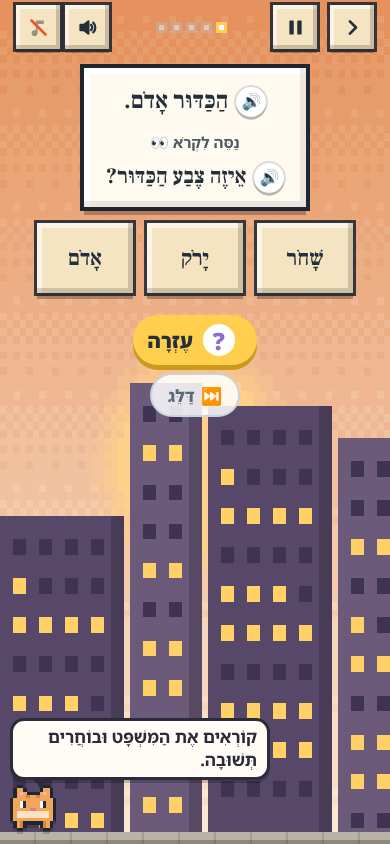 הַכַּדּוּר אָדֹם.
נַסֵּה לִקְרֹא 👀
אֵיזֶה צֶבַע הַכַּדּוּר?
שָׁחֹר
יָרֹק
אָדֹם
? עֶזְרָה
דַּלֵּג
קוֹרְאִים אֶת הַמִּשְׁפָּט וּבוֹחֲרִים
תְּשׁוּבָה.